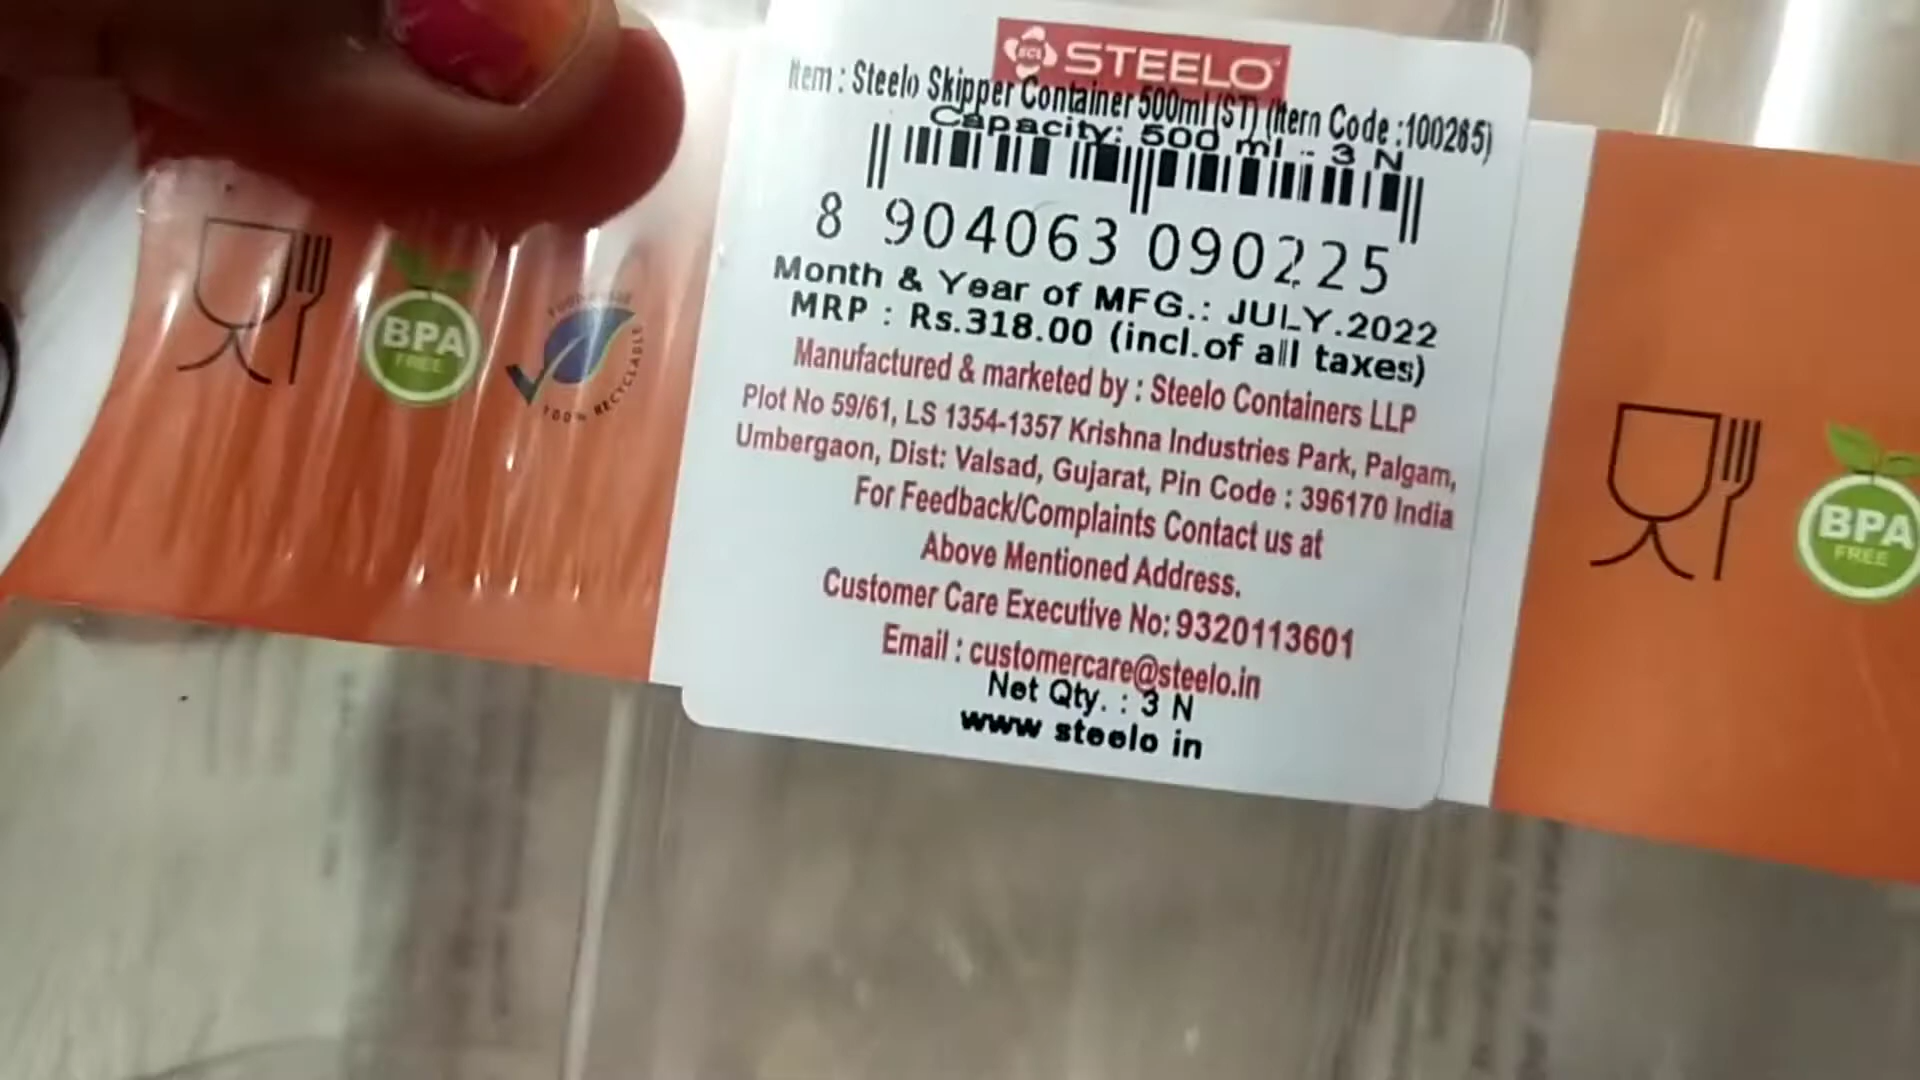 STEELO
Item : Steelo Skipper Container 500ml (ST) (Item Code :100285)
Capacity: 500 ml - 3 N
8 904063 090225
Month & Year of MFG.: JULY.2022
MRP : Rs.318.00 (incl.of all taxes)
Manufactured & marketed by : Steelo Containers LLP
Plot No 59/61, LS 1354-1357 Krishna Industries Park, Palgam,
Umbergaon, Dist: Valsad, Gujarat, Pin Code : 396170 India
For Feedback/Complaints Contact us at
Above Mentioned Address.
Customer Care Executive No: 9320113601
Email : customercare@steelo.in
Net Qty. : 3 N
www steelo in
BPA
FREE
100% RECYCLABLE
BPA
FREE